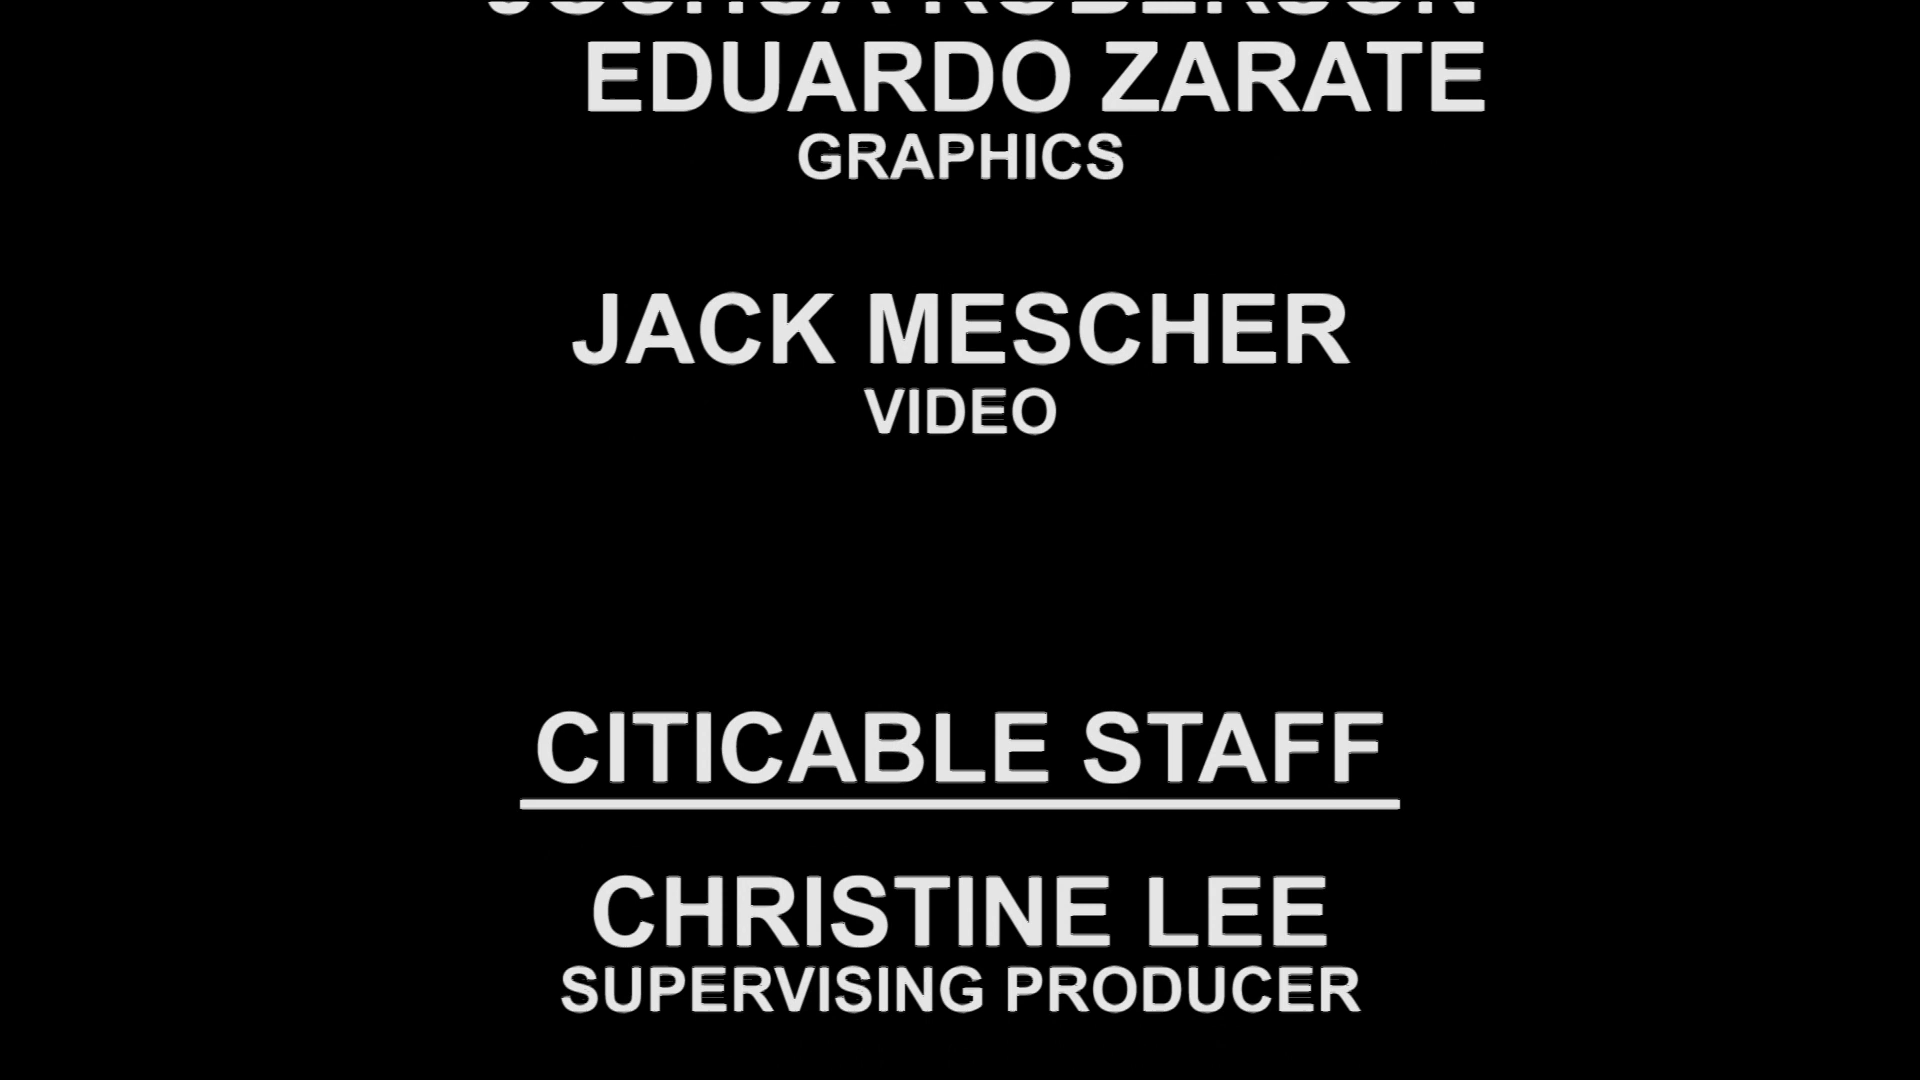 EDUARDO ZARATE
GRAPHICS
JACK MESCHER
VIDEO
CITICABLE STAFF
CHRISTINE LEE
SUPERVISING PRODUCER